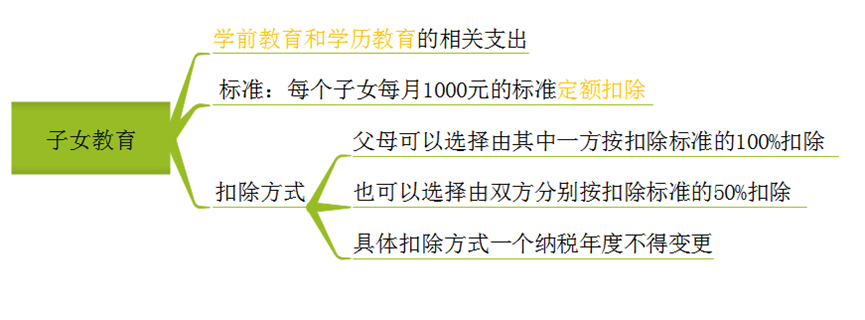 学前教育和学历教育的相关支出
标准：每个子女每月1000元的标准定额扣除
子女教育
父母可以选择由其中一方按扣除标准的100%扣除
扣除方式
也可以选择由双方分别按扣除标准的50%扣除
具体扣除方式一个纳税年度不得变更